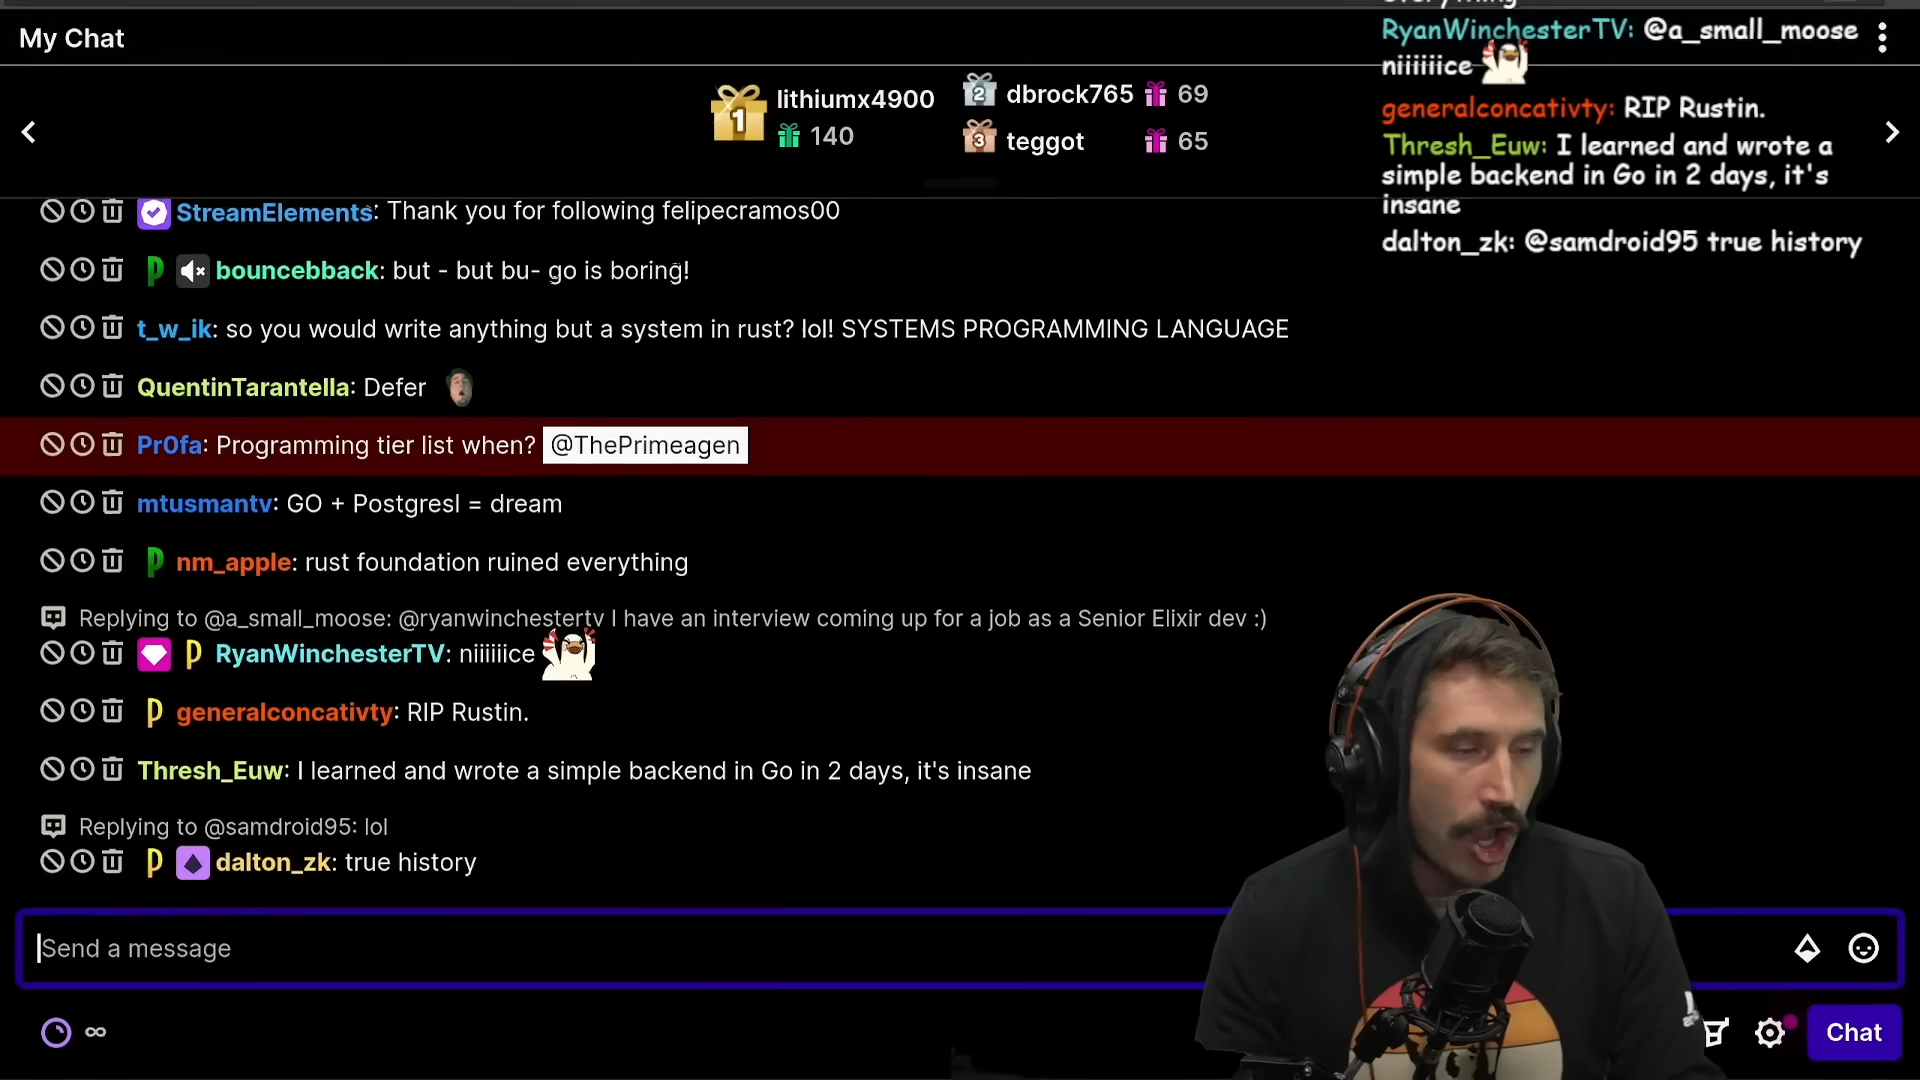 My Chat
lithiumx4900
140
dbrock765 69
teggot 65
1
2
3
StreamElements: Thank you for following felipecramos00
bouncebback: but - but bu- go is boring!
t_w_ik: so you would write anything but a system in rust? lol! SYSTEMS PROGRAMMING LANGUAGE
QuentinTarantella: Defer
Pr0fa: Programming tier list when? @ThePrimeagen
mtusmantv: GO + Postgresl = dream
nm_apple: rust foundation ruined everything
Replying to @a_small_moose: @ryanwinchestertv I have an interview coming up for a job as a Senior Elixir dev :)
RyanWinchesterTV: niiiiiice
generalconcativty: RIP Rustin.
Thresh_Euw: I learned and wrote a simple backend in Go in 2 days, it's insane
Replying to @samdroid95: lol
dalton_zk: true history
Send a message
Chat
everything
RyanWinchesterTV: @a_small_moose
niiiiiice
generalconcativty: RIP Rustin.
Thresh_Euw: I learned and wrote a
simple backend in Go in 2 days, it's
insane
dalton_zk: @samdroid95 true history